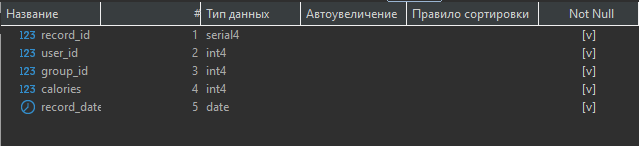 Название # Тип данных Автоувеличение Правило сортировки Not Null
123 record_id 1 serial4 [v]
123 user_id 2 int4 [v]
123 group_id 3 int4 [v]
123 calories 4 int4 [v]
record_date 5 date [v]